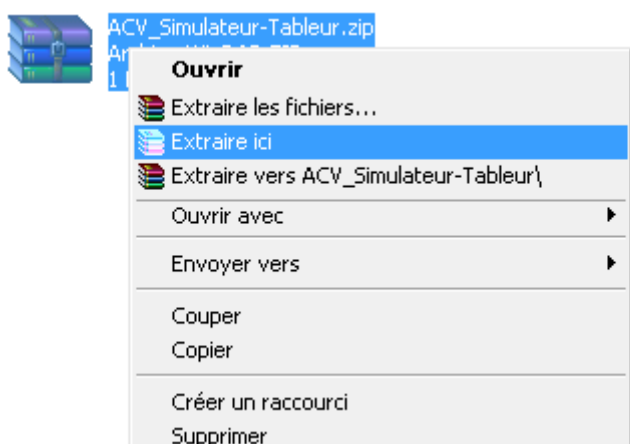 ACV_Simulateur-Tableur.zip
Ouvrir
Extraire les fichiers...
Extraire ici
Extraire vers ACV_Simulateur-Tableur\
Ouvrir avec
Envoyer vers
Couper
Copier
Créer un raccourci
Supprimer